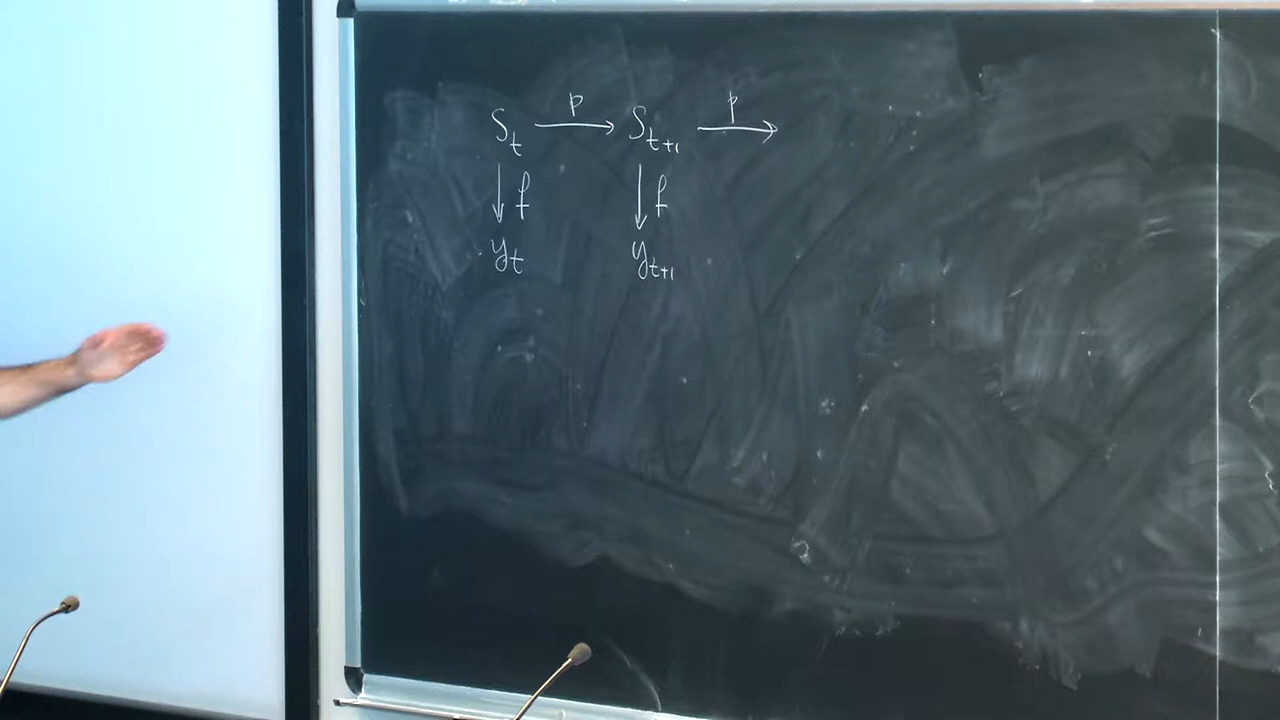 p p
S_t → S_{t+1} →
↓ f ↓ f
y_t y_{t+1}